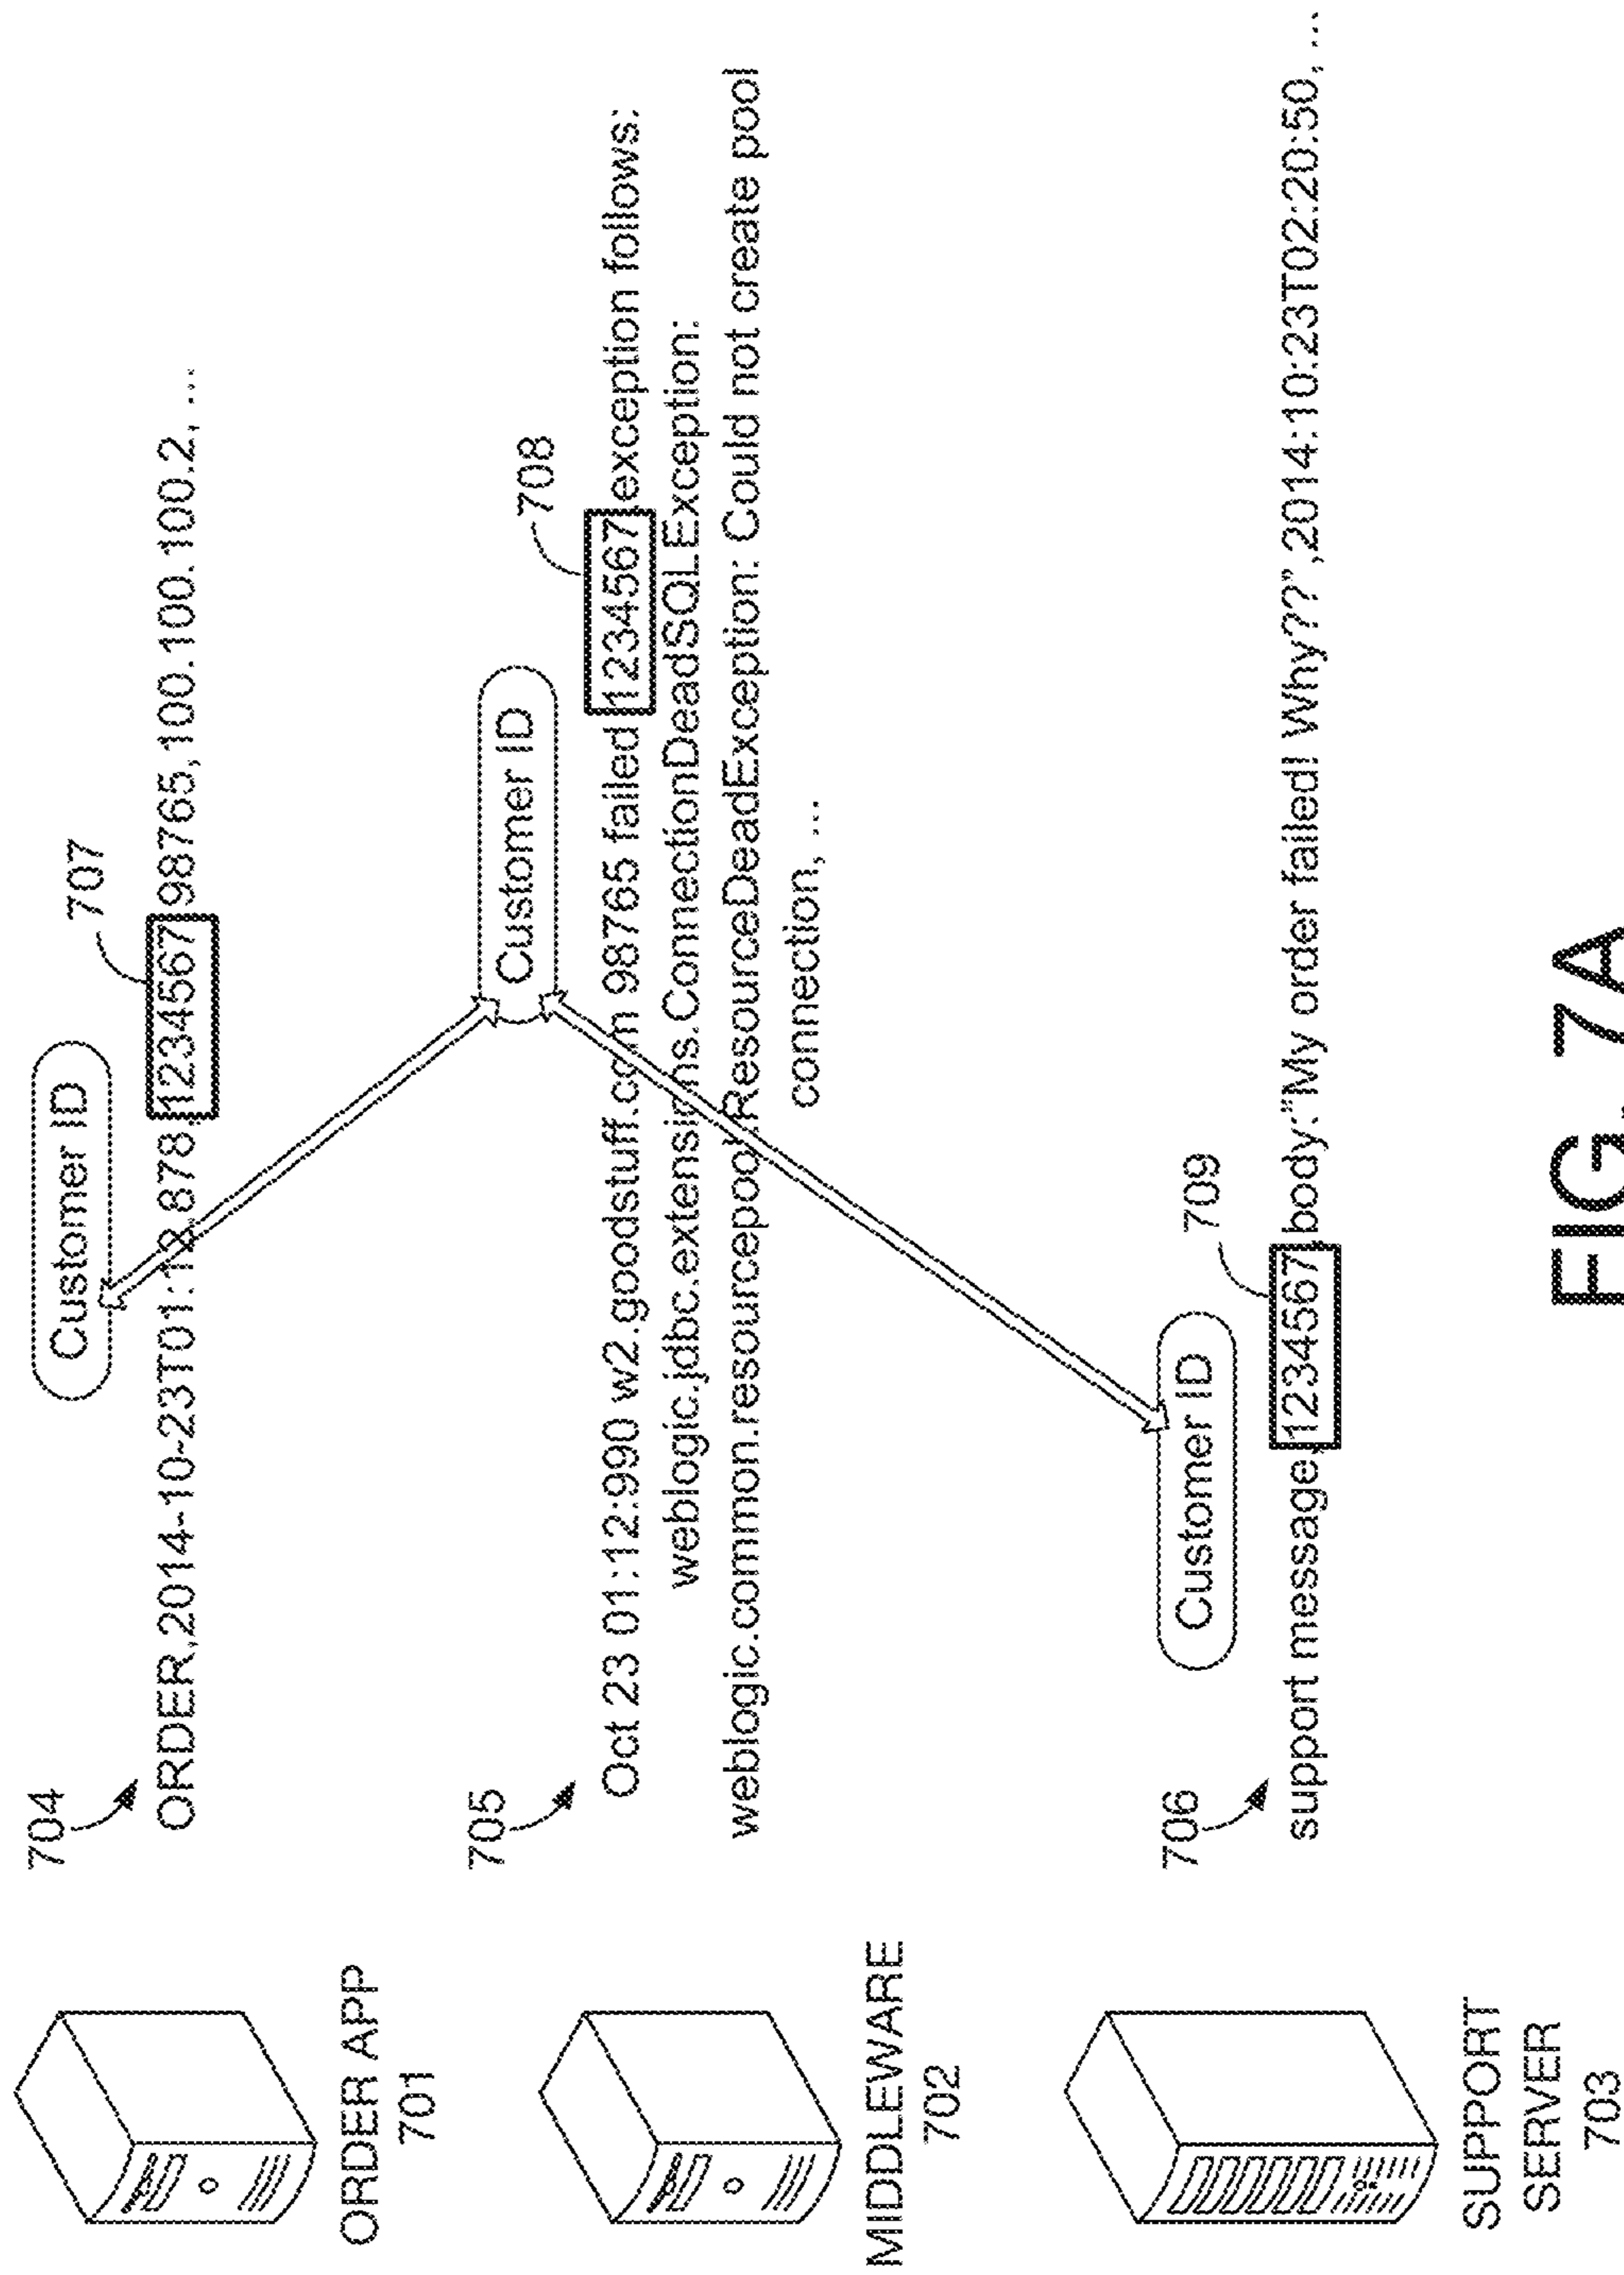 704
Customer ID
707
ORDER,2014-10-23T01:12.878,1234567,98765,100.100.100.2, ...
ORDER APP
701
705
Customer ID
708
Oct 23 01:12:990 w2.goodstuff.com 98765 failed 1234567 exception follows:
weblogic.jdbc.extensions.ConnectionDeadSQLException:
weblogic.common.resourcepool.ResourceDeadException: Could not create pool
connection, ...
MIDDLEWARE
702
706
Customer ID
709
support message,1234567,body:"My order failed! Why??",2014:10:23T02:20:50, ...
SUPPORT
SERVER
703
FIG. 7A